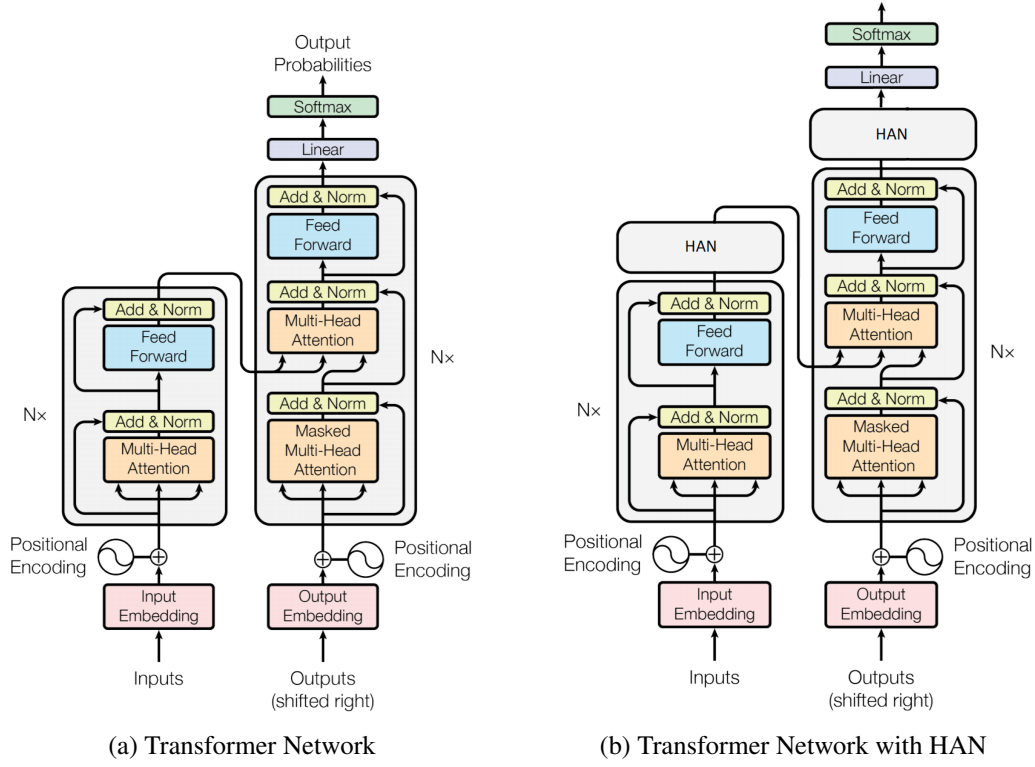 Output
Probabilities
Softmax
Linear
Add & Norm
Feed
Forward
Add & Norm
Multi-Head
Attention
Add & Norm
Feed
Forward
N×
N×
Add & Norm
Multi-Head
Attention
Add & Norm
Masked
Multi-Head
Attention
Positional
Encoding
Positional
Encoding
Input
Embedding
Output
Embedding
Inputs
Outputs
(shifted right)
(a) Transformer Network
Softmax
Linear
HAN
Add & Norm
Feed
Forward
HAN
Add & Norm
Multi-Head
Attention
Add & Norm
Feed
Forward
N×
N×
Add & Norm
Multi-Head
Attention
Add & Norm
Masked
Multi-Head
Attention
Positional
Encoding
Positional
Encoding
Input
Embedding
Output
Embedding
Inputs
Outputs
(shifted right)
(b) Transformer Network with HAN